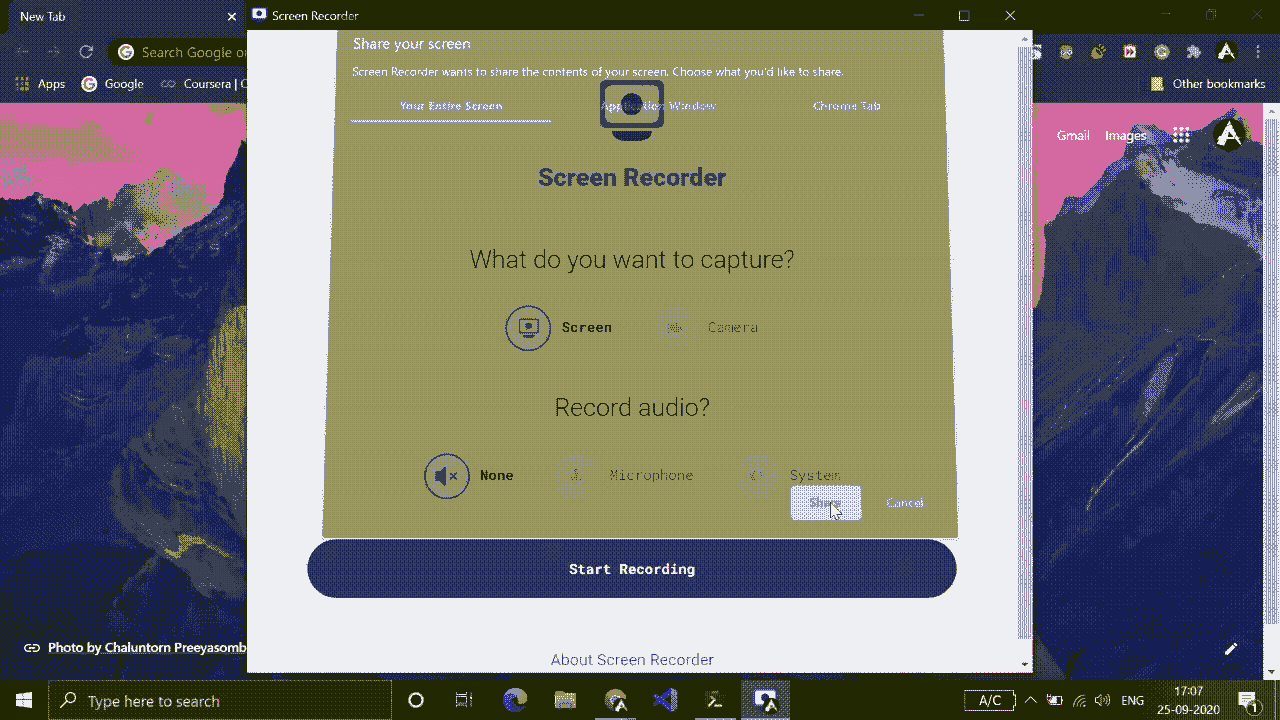 New Tab
Screen Recorder
Search Google or
Apps
Google
Coursera | C
Other bookmarks
Gmail
Images
Share your screen
Screen Recorder wants to share the contents of your screen. Choose what you'd like to share.
Your Entire Screen
Application Window
Chrome Tab
Screen Recorder
What do you want to capture?
Screen
Camera
Record audio?
None
Microphone
System
Share
Cancel
Start Recording
About Screen Recorder
Photo by Chaluntorn Preeyasomb
Type here to search
A/C
ENG
17:07
25-09-2020
1